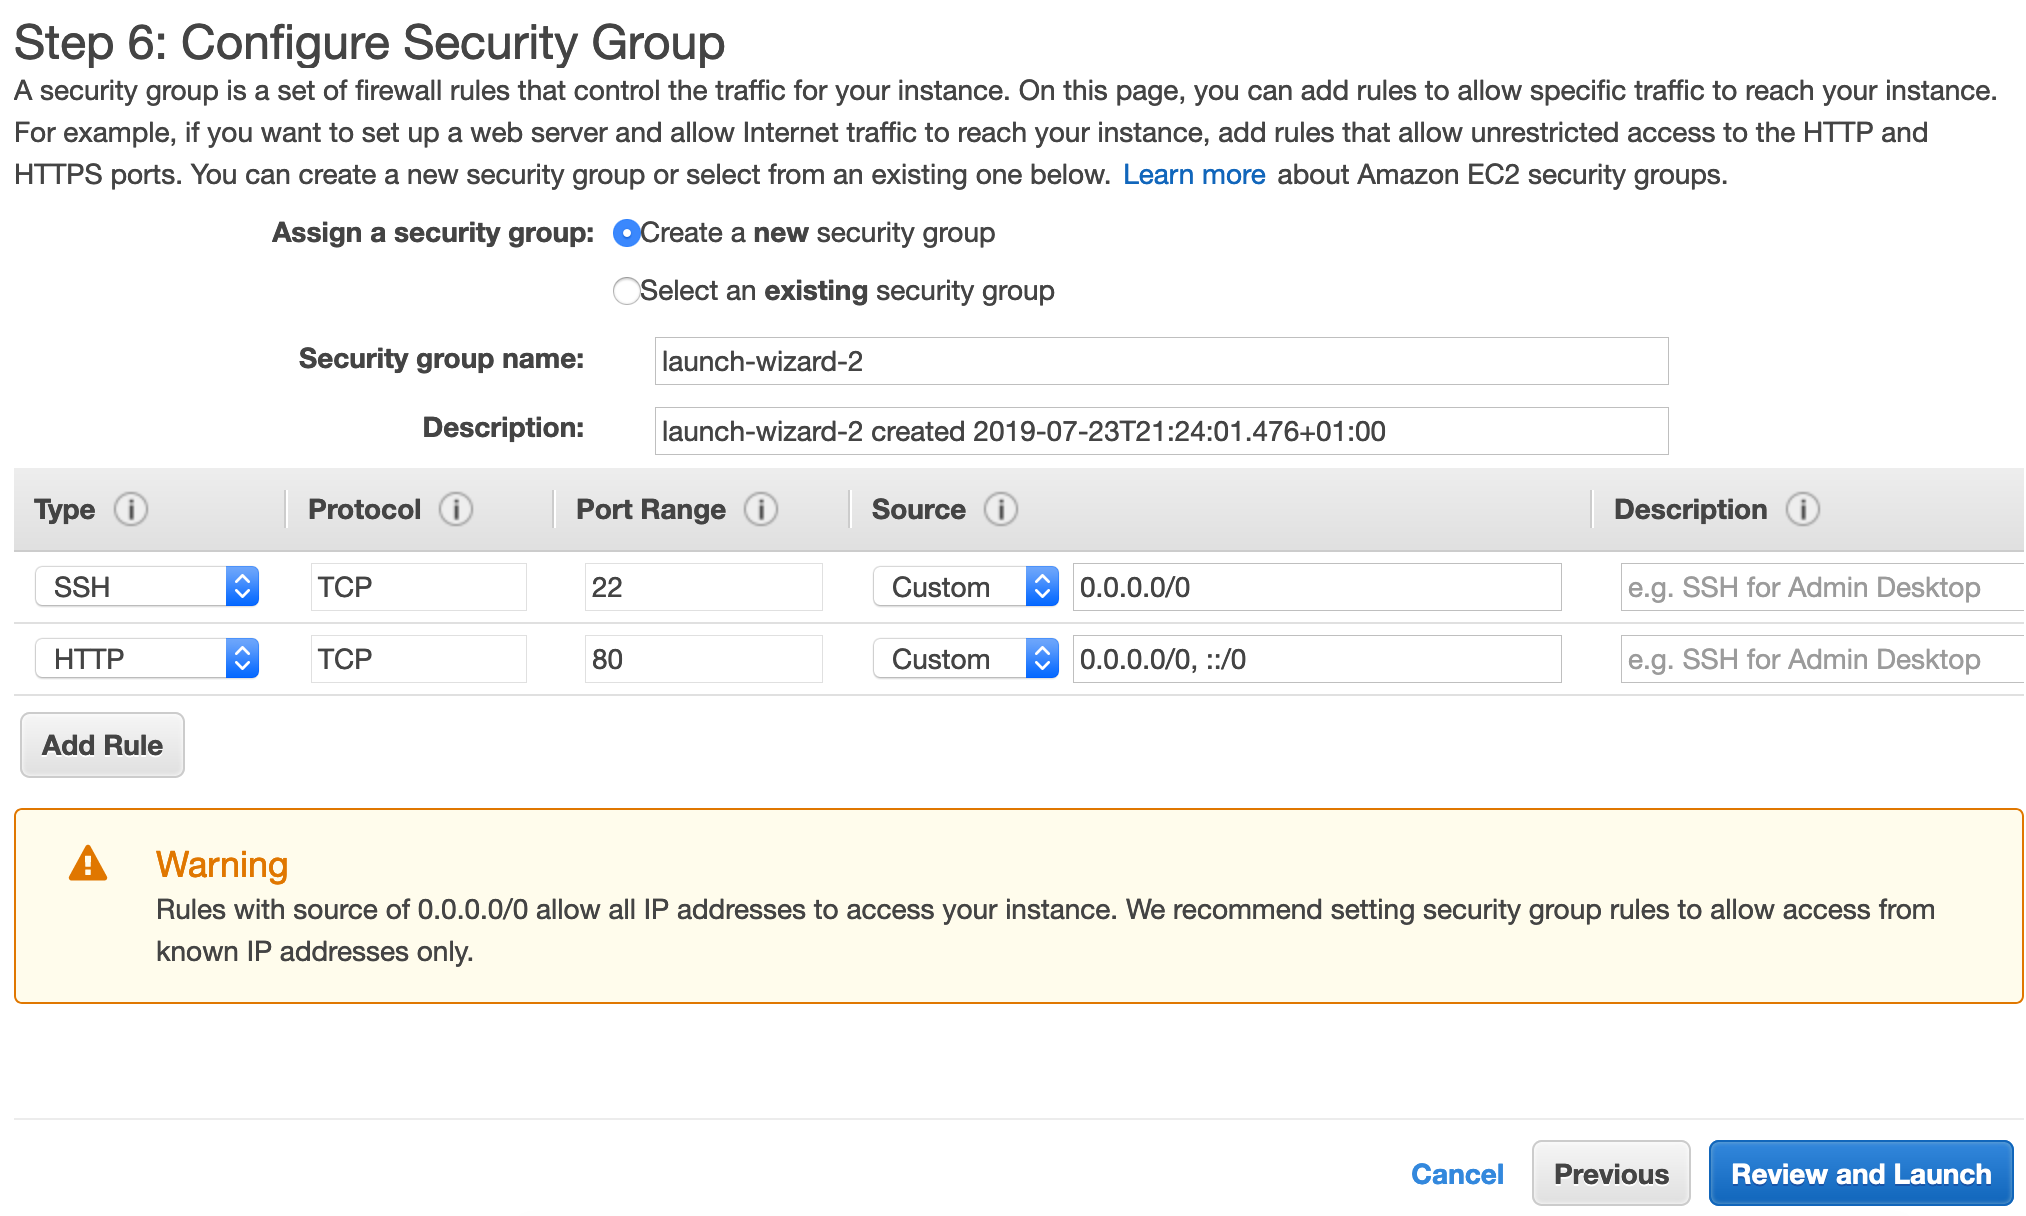 Step 6: Configure Security Group
A security group is a set of firewall rules that control the traffic for your instance. On this page, you can add rules to allow specific traffic to reach your instance.
For example, if you want to set up a web server and allow Internet traffic to reach your instance, add rules that allow unrestricted access to the HTTP and
HTTPS ports. You can create a new security group or select from an existing one below. Learn more about Amazon EC2 security groups.
Assign a security group: Create a new security group
Select an existing security group
Security group name: launch-wizard-2
Description: launch-wizard-2 created 2019-07-23T21:24:01.476+01:00
Type i Protocol i Port Range i Source i Description i
SSH TCP 22 Custom 0.0.0.0/0 e.g. SSH for Admin Desktop
HTTP TCP 80 Custom 0.0.0.0/0, ::/0 e.g. SSH for Admin Desktop
Add Rule
Warning
Rules with source of 0.0.0.0/0 allow all IP addresses to access your instance. We recommend setting security group rules to allow access from
known IP addresses only.
Cancel Previous Review and Launch